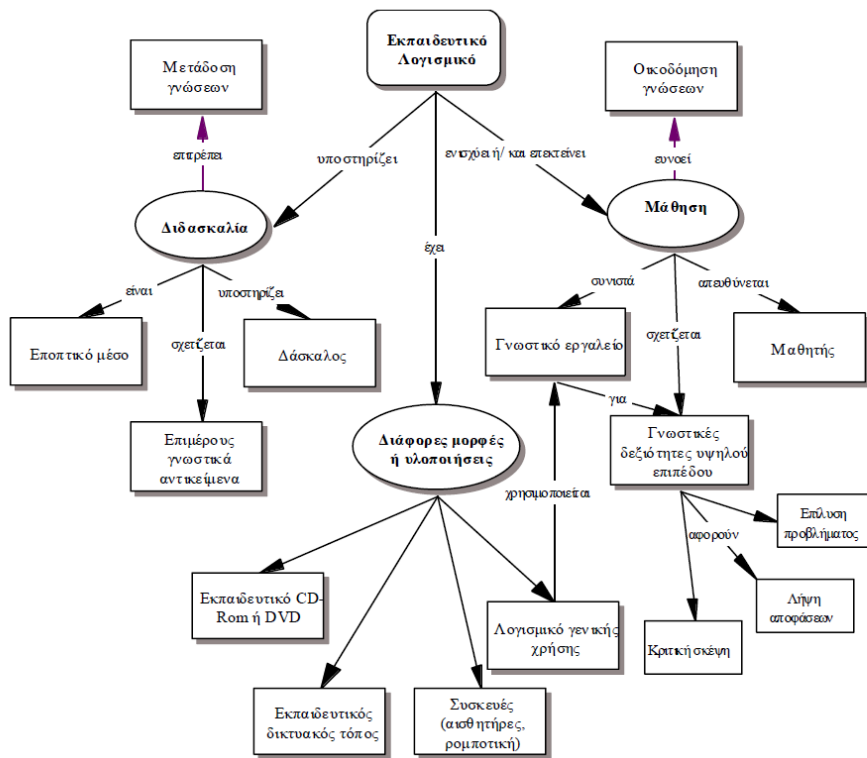 Εκπαιδευτικό
Λογισμικό
Μετάδοση
γνώσεων
Οικοδόμηση
γνώσεων
επιτρέπει
υποστηρίζει
ενισχύει ή/ και επεκτείνει
ευνοεί
Διδασκαλία
Μάθηση
έχει
είναι
υποστηρίζει
συνιστά
απευθύνεται
σχετίζεται
σχετίζεται
Εποπτικό μέσο
Δάσκαλος
Γνωστικό εργαλείο
Μαθητής
για
Επιμέρους
γνωστικά
αντικείμενα
Διάφορες μορφές
ή υλοποιήσεις
Γνωστικές
δεξιότητες υψηλού
επιπέδου
χρησιμοποιείται
αφορούν
Επίλυση
προβλήματος
Εκπαιδευτικό CD-
Rom ή DVD
Λογισμικό γενικής
χρήσης
Λήψη
αποφάσεων
Κριτική σκέψη
Εκπαιδευτικός
δικτυακός τόπος
Συσκευές
(αισθητήρες,
ρομποτική)